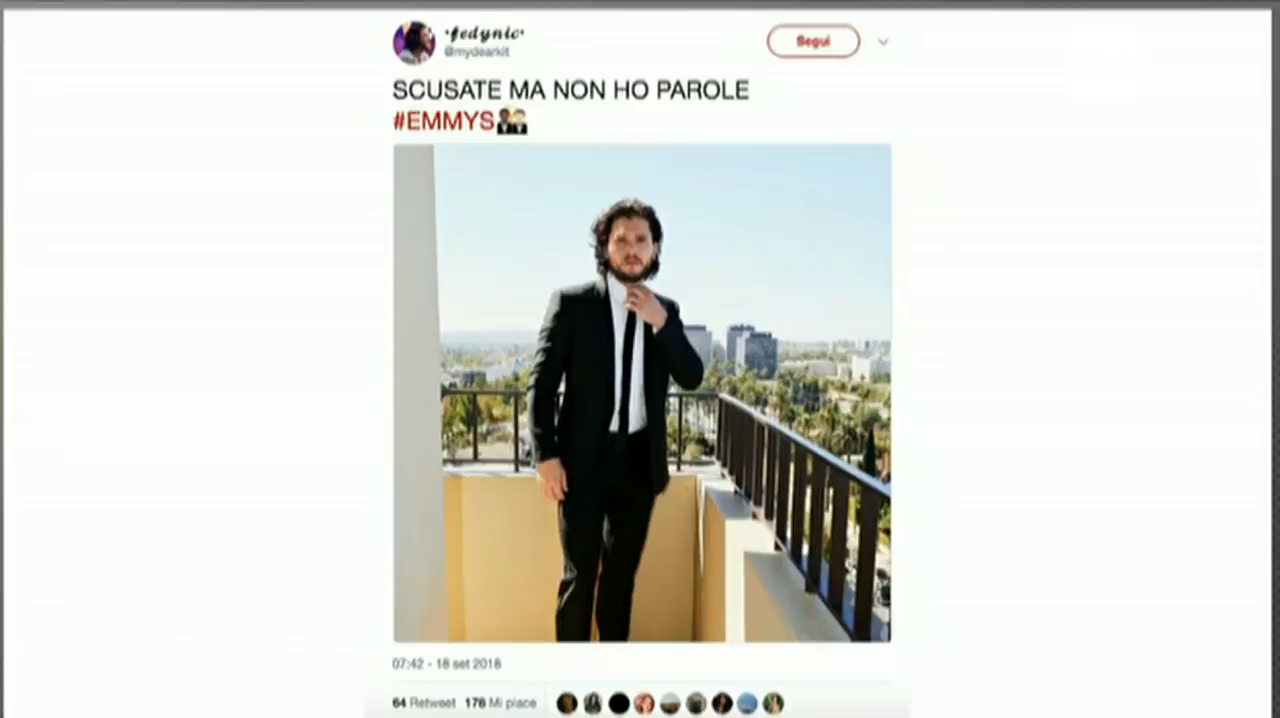 ·fedynic·
@mydearkit
Segui
SCUSATE MA NON HO PAROLE
#EMMYS
07:42 - 18 set 2018
64 Retweet 176 Mi piace